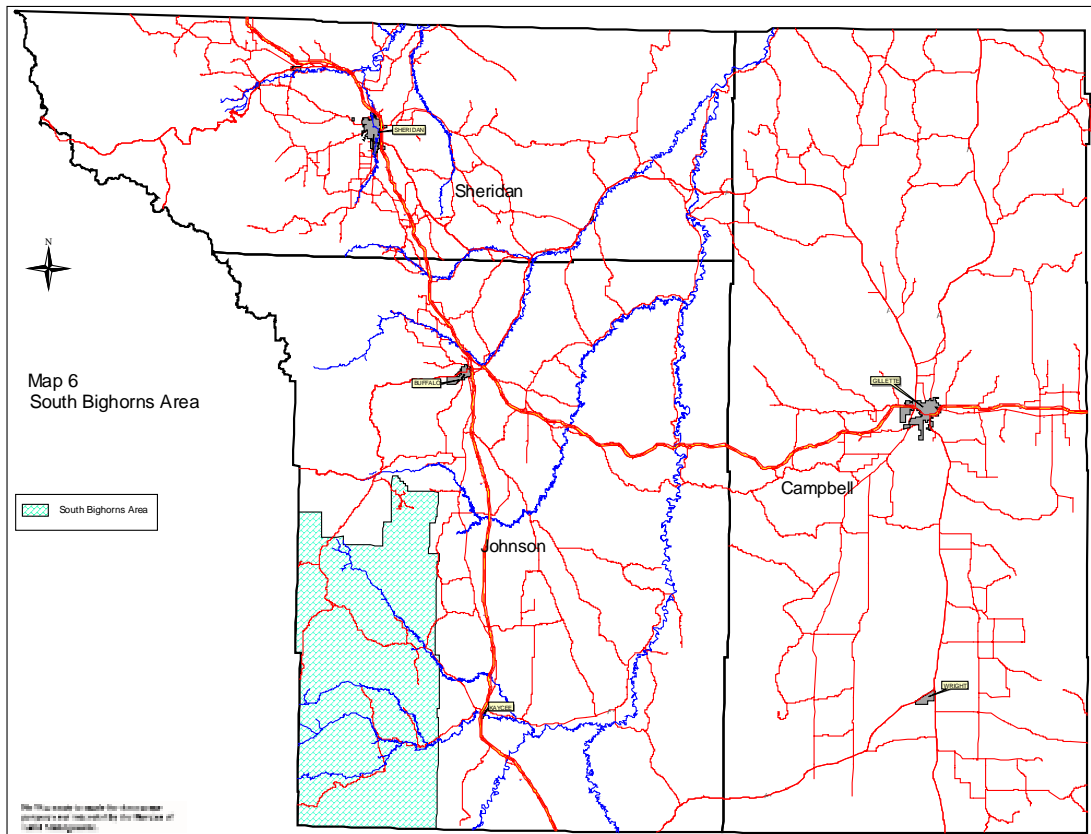 SHERIDAN
Sheridan
N
BUFFALO
Map 6
South Bighorns Area
GILLETTE
Campbell
South Bighorns Area
Johnson
WRIGHT
KAYCEE